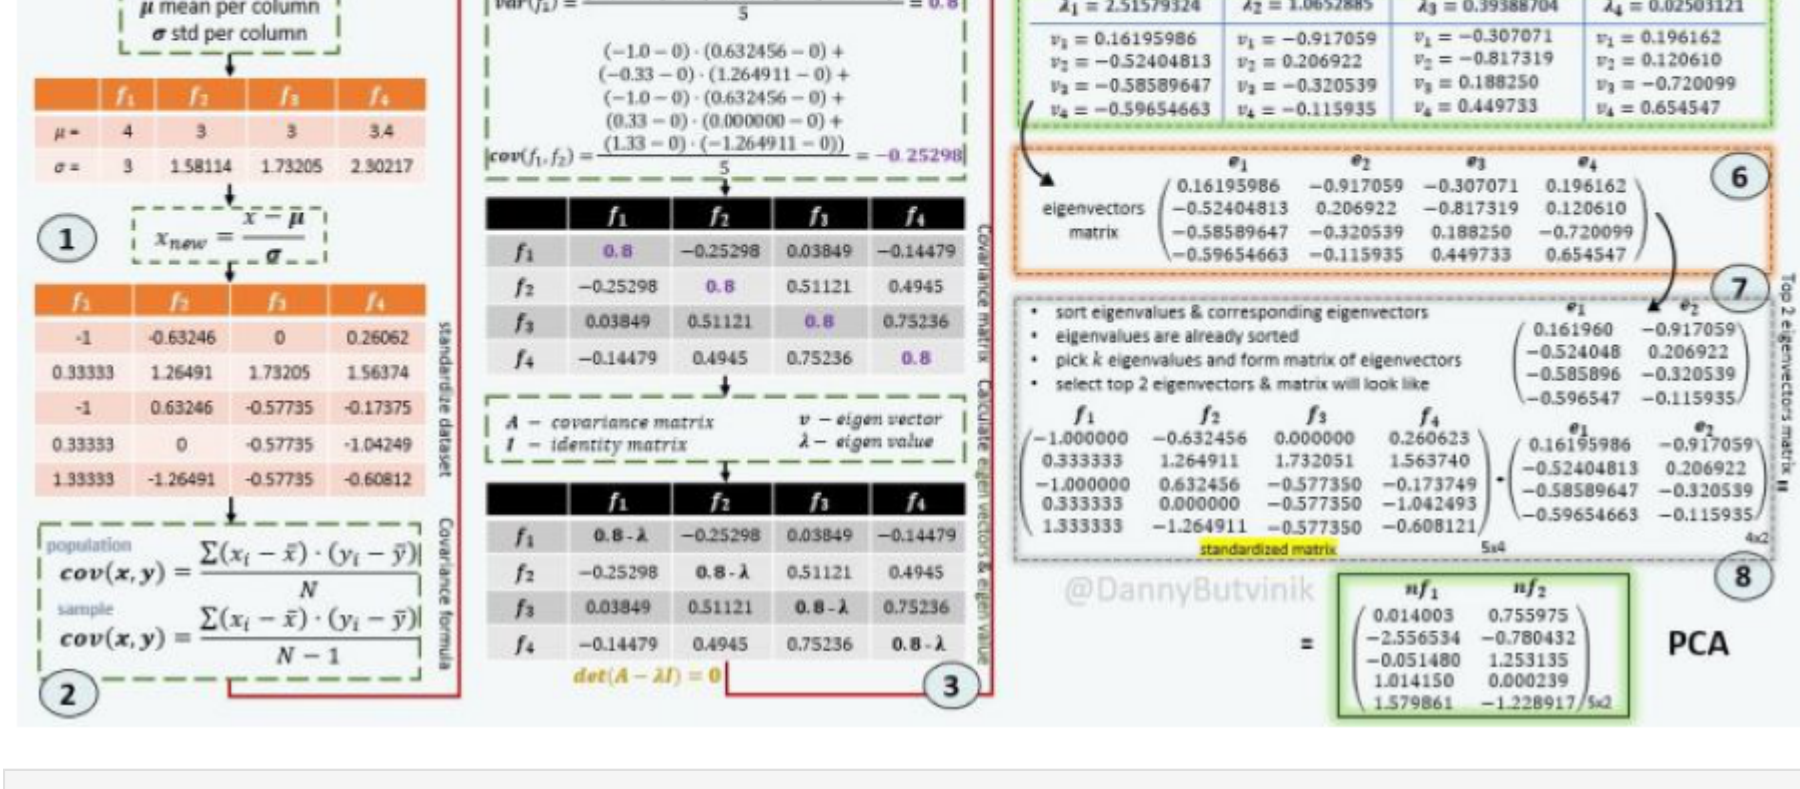 μ mean per column
σ std per column
f₁ f₂ f₃ f₄
μ = 4 3 3 3.4
σ = 3 1.58114 1.73205 2.30217
1
xₙₑw = (x − μ) / σ
f₁ f₂ f₃ f₄
-1 -0.63246 0 0.26062
0.33333 1.26491 1.73205 1.56374
-1 0.63246 -0.57735 -0.17375
0.33333 0 -0.57735 -1.04249
1.33333 -1.26491 -0.57735 -0.60812
standardize dataset
population
cov(x, y) = Σ(xᵢ − x̄) · (yᵢ − ȳ) / N
sample
cov(x, y) = Σ(xᵢ − x̄) · (yᵢ − ȳ) / N − 1
Covariance formula
2
var(f₁) = 5 = 0.8
(−1.0 − 0) · (0.632456 − 0) +
(−0.33 − 0) · (1.264911 − 0) +
(−1.0 − 0) · (0.632456 − 0) +
(0.33 − 0) · (0.000000 − 0) +
(1.33 − 0) · (−1.264911 − 0))
cov(f₁, f₂) = = −0.25298
5
f₁ f₂ f₃ f₄
f₁ 0.8 −0.25298 0.03849 −0.14479
f₂ −0.25298 0.8 0.51121 0.4945
f₃ 0.03849 0.51121 0.8 0.75236
f₄ −0.14479 0.4945 0.75236 0.8
Covariance matrix
A − covariance matrix v − eigen vector
I − identity matrix λ − eigen value
f₁ f₂ f₃ f₄
f₁ 0.8 - λ −0.25298 0.03849 −0.14479
f₂ −0.25298 0.8 - λ 0.51121 0.4945
f₃ 0.03849 0.51121 0.8 - λ 0.75236
f₄ −0.14479 0.4945 0.75236 0.8 - λ
Calculate eigen vectors & eigen value
det(A − λI) = 0
3
λ₁ = 2.51579324 λ₂ = 1.0652885 λ₃ = 0.39388704 λ₄ = 0.02503121
v₁ = 0.16195986 v₁ = −0.917059 v₁ = −0.307071 v₁ = 0.196162
v₂ = −0.52404813 v₂ = 0.206922 v₂ = −0.817319 v₂ = 0.120610
v₃ = −0.58589647 v₃ = −0.320539 v₃ = 0.188250 v₃ = −0.720099
v₄ = −0.59654663 v₄ = −0.115935 v₄ = 0.449733 v₄ = 0.654547
6
e₁ e₂ e₃ e₄
eigenvectors matrix
0.16195986 −0.917059 −0.307071 0.196162
−0.52404813 0.206922 −0.817319 0.120610
−0.58589647 −0.320539 0.188250 −0.720099
−0.59654663 −0.115935 0.449733 0.654547
7
• sort eigenvalues & corresponding eigenvectors
• eigenvalues are already sorted
• pick k eigenvalues and form matrix of eigenvectors
• select top 2 eigenvectors & matrix will look like
e₁ e₂
0.161960 −0.917059
−0.524048 0.206922
−0.585896 −0.320539
−0.596547 −0.115935
Top 2 eigenvectors matrix
f₁ f₂ f₃ f₄
−1.000000 −0.632456 0.000000 0.260623
0.333333 1.264911 1.732051 1.563740
−1.000000 0.632456 −0.577350 −0.173749
0.333333 0.000000 −0.577350 −1.042493
1.333333 −1.264911 −0.577350 −0.608121
standardized matrix 5x4
e₁ e₂
0.16195986 −0.917059
−0.52404813 0.206922
−0.58589647 −0.320539
−0.59654663 −0.115935
4x2
8
@DannyButvinik
=
nf₁ nf₂
0.014003 0.755975
−2.556534 −0.780432
−0.051480 1.253135
1.014150 0.000239
1.579861 −1.228917
5x2
PCA